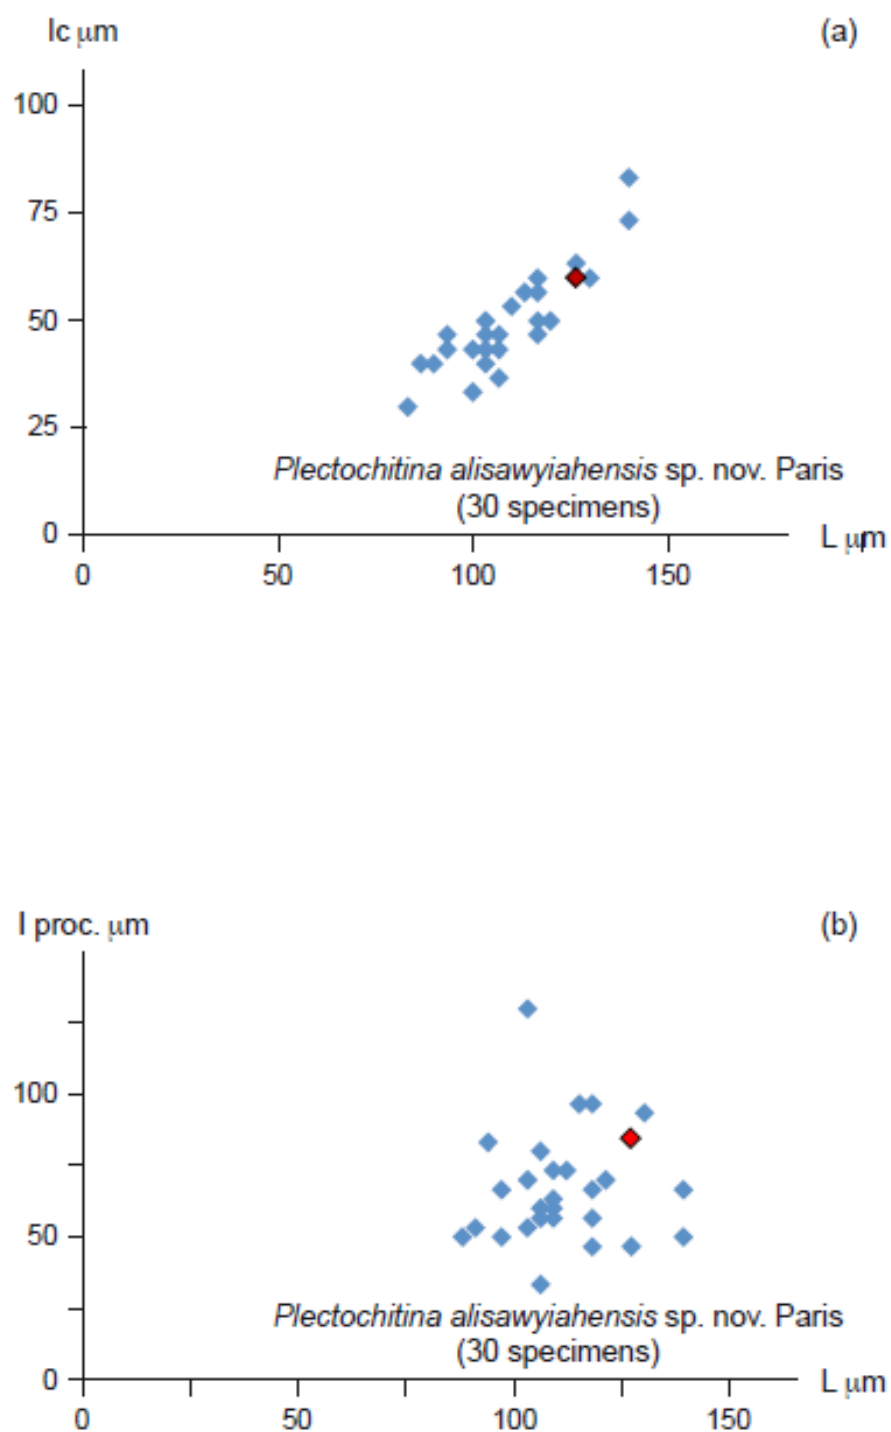 Ic μm
(a)
100
75
50
25
0
Plectochitina alisawyiahensis sp. nov. Paris
(30 specimens)
L μm
0 50 100 150
I proc. μm
(b)
100
50
0
Plectochitina alisawyiahensis sp. nov. Paris
(30 specimens)
L μm
0 50 100 150